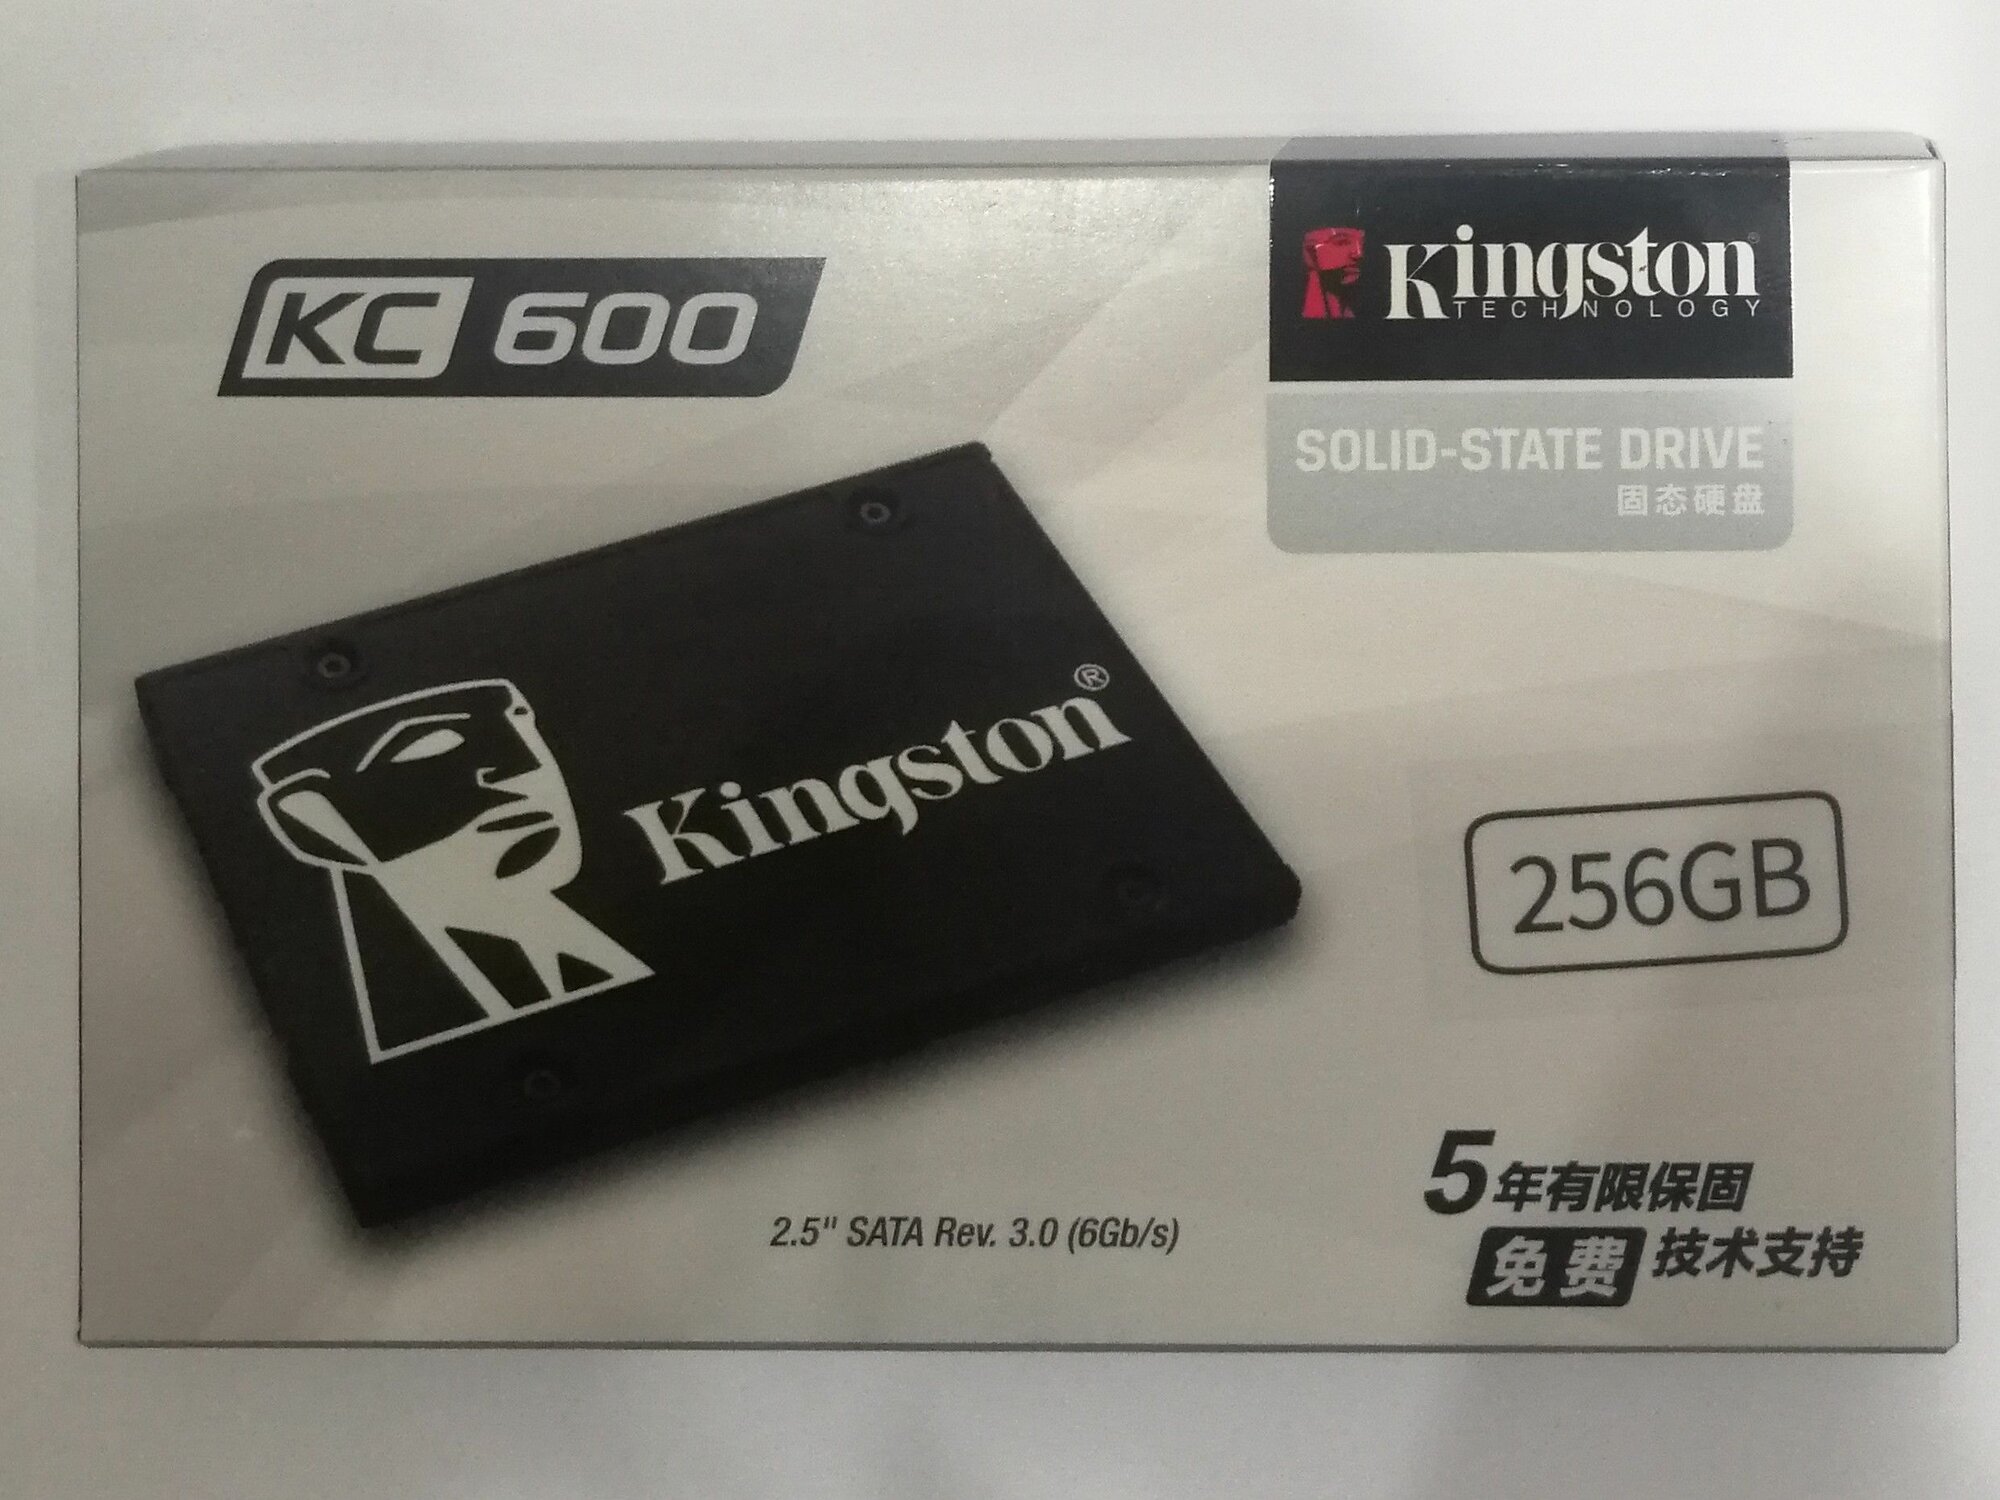 KC 600
Kingston®
TECHNOLOGY
SOLID-STATE DRIVE
固态硬盘
Kingston®
256GB
5年有限保固
免费 技术支持
2.5" SATA Rev. 3.0 (6Gb/s)